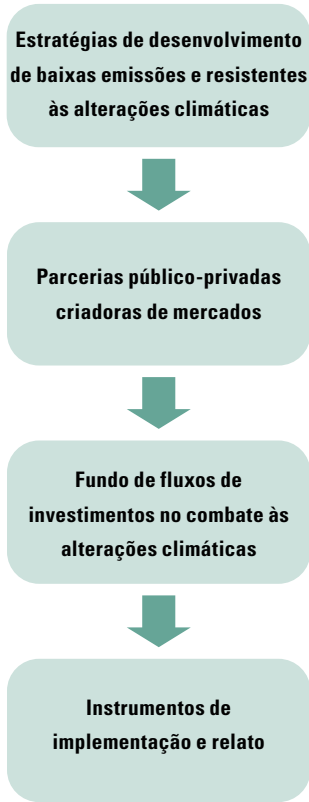 Estratégias de desenvolvimento
de baixas emissões e resistentes
às alterações climáticas
Parcerias público-privadas
criadoras de mercados
Fundo de fluxos de
investimentos no combate às
alterações climáticas
Instrumentos de
implementação e relato